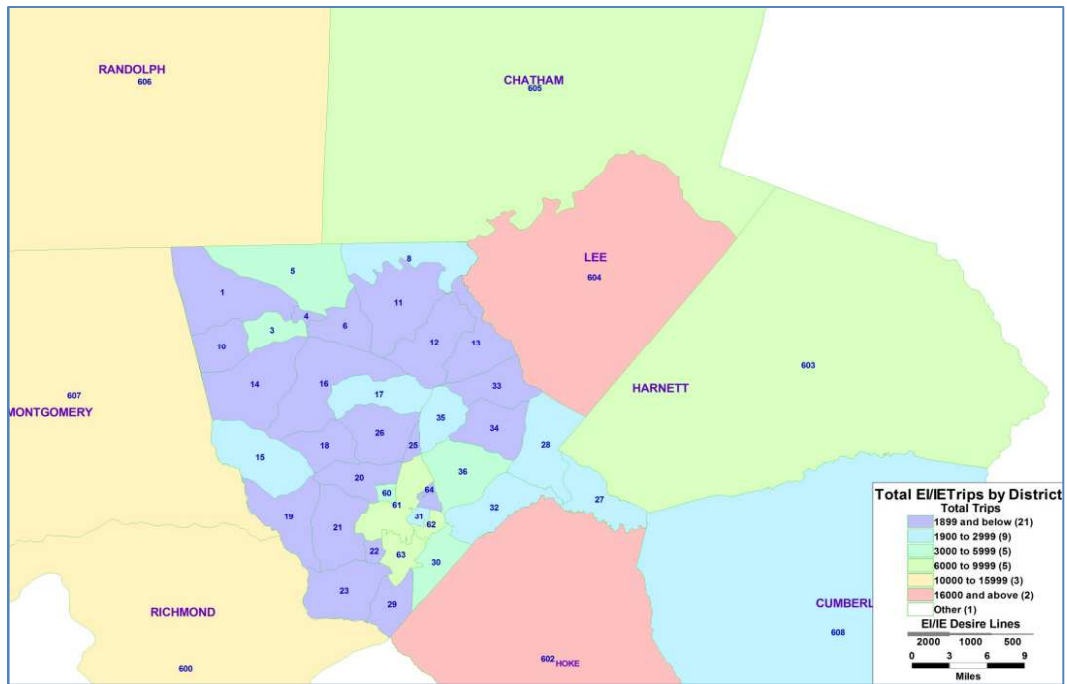 RANDOLPH
606
CHATHAM
605
LEE
604
603
HARNETT
607
MONTGOMERY
RICHMOND
600
602 HOKE
CUMBERL
608
8
5
1
11
4
3
6
10
12
13
14
16
33
17
35
34
26
18
25
28
15
36
20
60
64
27
61
32
19
21
31
62
22
63
30
23
29
Total EI/IETrips by District
Total Trips
1899 and below (21)
1900 to 2999 (9)
3000 to 5999 (5)
6000 to 9999 (5)
10000 to 15999 (3)
16000 and above (2)
Other (1)
EI/IE Desire Lines
2000 1000 500
0 3 6 9
Miles